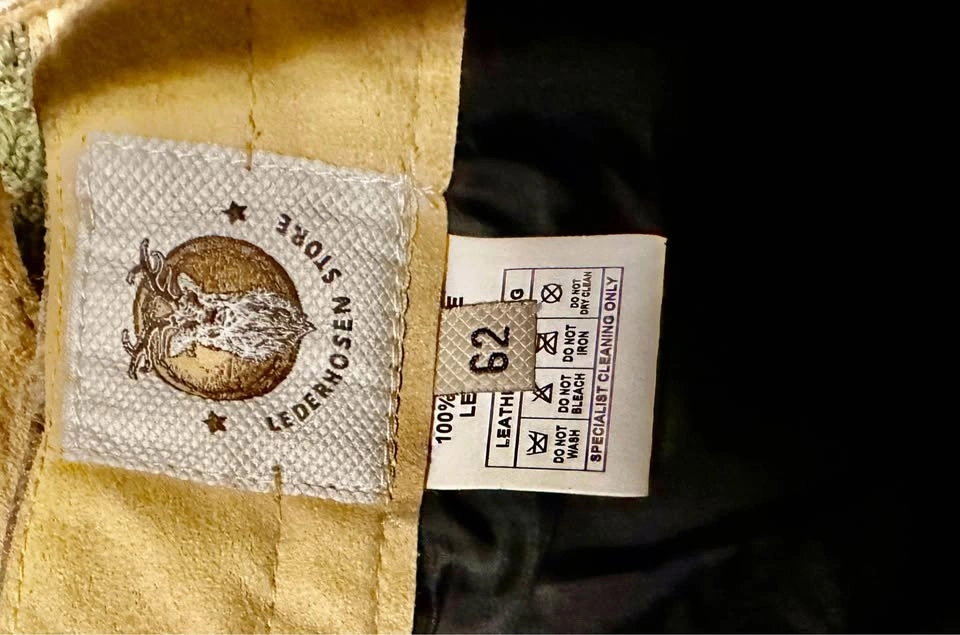 LEDERHOSEN STORE
62
100%
DO NOT
WASH
DO NOT
BLEACH
DO NOT
IRON
DO NOT
DRY CLEAN
SPECIALIST CLEANING ONLY